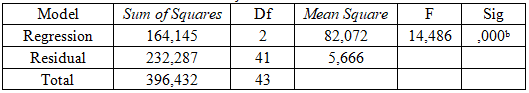 Model Sum of Squares Df Mean Square F Sig
Regression 164,145 2 82,072 14,486 ,000ᵇ
Residual 232,287 41 5,666
Total 396,432 43